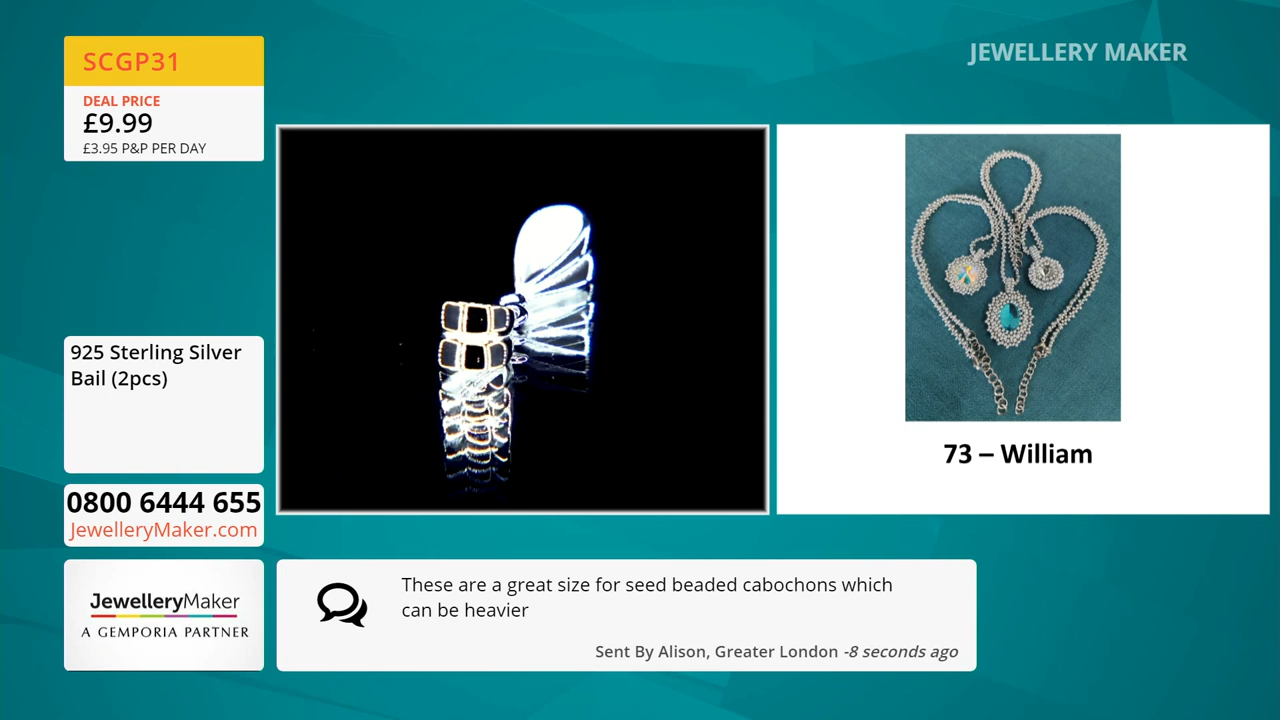 SCGP31
DEAL PRICE
£9.99
£3.95 P&P PER DAY
JEWELLERY MAKER
73 – William
925 Sterling Silver
Bail (2pcs)
0800 6444 655
JewelleryMaker.com
JewelleryMaker
A GEMPORIA PARTNER
These are a great size for seed beaded cabochons which
can be heavier
Sent By Alison, Greater London -8 seconds ago